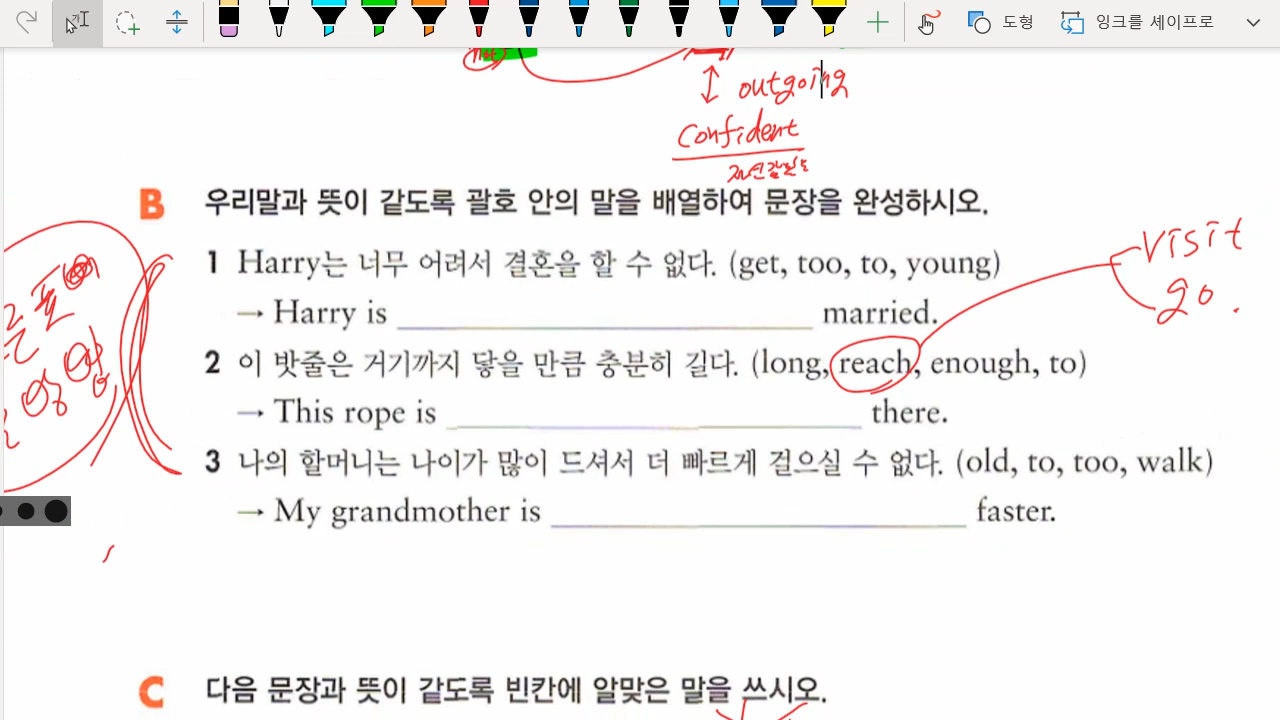 도형
잉크를 셰이프로
outgoing
confident
B 우리말과 뜻이 같도록 괄호 안의 말을 배열하여 문장을 완성하시오.
visit
go.
1 Harry는 너무 어려서 결혼을 할 수 없다. (get, too, to, young)
→ Harry is ________ married.
2 이 밧줄은 거기까지 닿을 만큼 충분히 길다. (long, reach, enough, to)
→ This rope is ________ there.
3 나의 할머니는 나이가 많이 드셔서 더 빠르게 걸으실 수 없다. (old, to, too, walk)
→ My grandmother is ________ faster.
C 다음 문장과 뜻이 같도록 빈칸에 알맞은 말을 쓰시오.